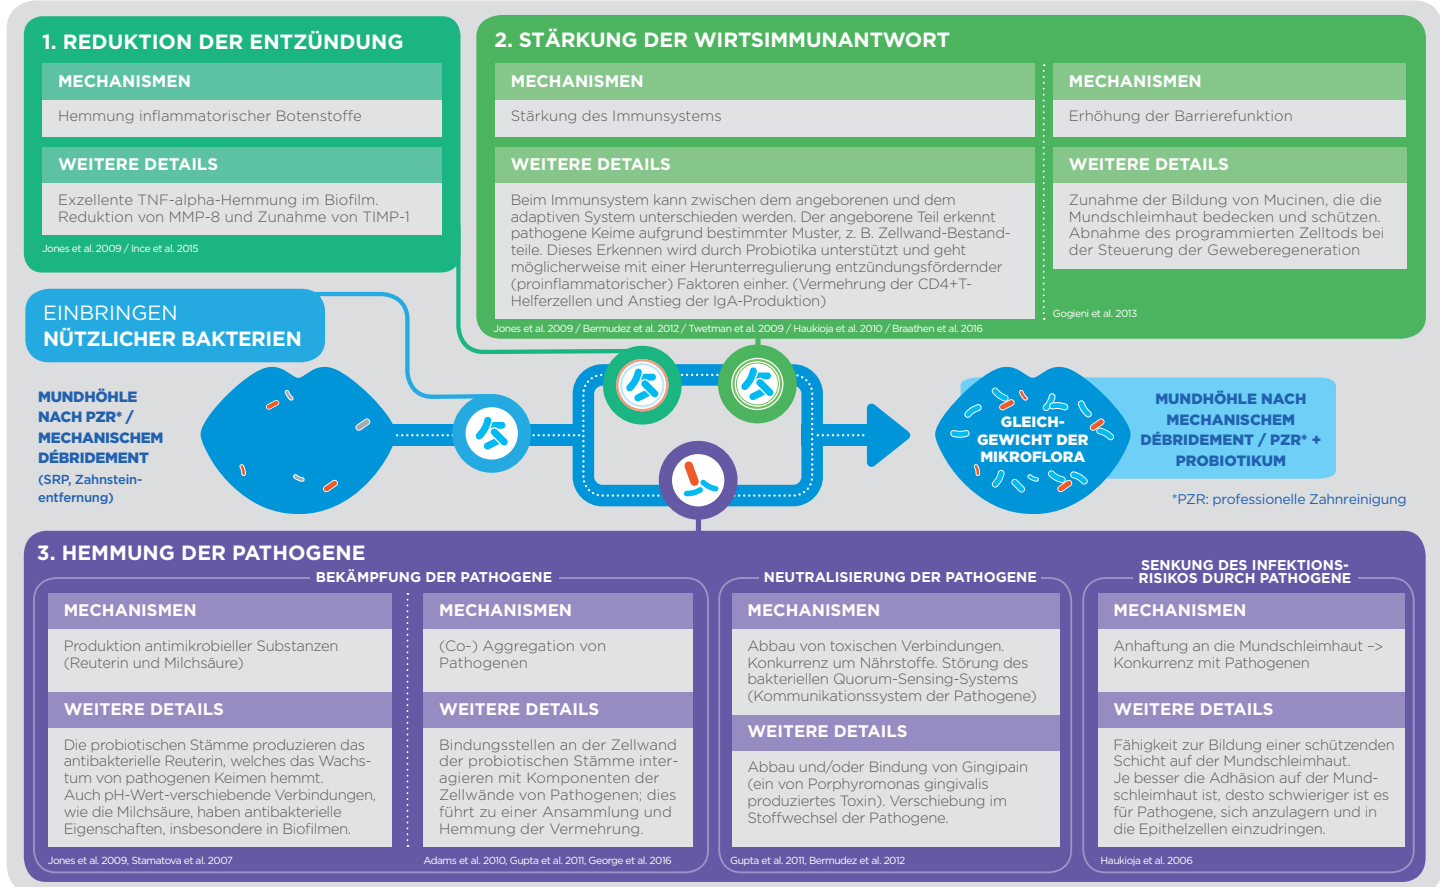 1. REDUKTION DER ENTZÜNDUNG
MECHANISMEN
Hemmung inflammatorischer Botenstoffe
WEITERE DETAILS
Exzellente TNF-alpha-Hemmung im Biofilm.
Reduktion von MMP-8 und Zunahme von TIMP-1
Jones et al. 2009 / Ince et al. 2015
2. STÄRKUNG DER WIRTSIMMUNANTWORT
MECHANISMEN
Stärkung des Immunsystems
WEITERE DETAILS
Beim Immunsystem kann zwischen dem angeborenen und dem
adaptiven System unterschieden werden. Der angeborene Teil erkennt
pathogene Keime aufgrund bestimmter Muster, z. B. Zellwand-Bestand-
teile. Dieses Erkennen wird durch Probiotika unterstützt und geht
möglicherweise mit einer Herunterregulierung entzündungsfördernder
(proinflammatorischer) Faktoren einher. (Vermehrung der CD4+T-
Helferzellen und Anstieg der IgA-Produktion)
Jones et al. 2009 / Bermudez et al. 2012 / Twetman et al. 2009 / Haukioja et al. 2010 / Braathen et al. 2016
MECHANISMEN
Erhöhung der Barrierefunktion
WEITERE DETAILS
Zunahme der Bildung von Mucinen, die die
Mundschleimhaut bedecken und schützen.
Abnahme des programmierten Zelltods bei
der Steuerung der Geweberegeneration
Gogieni et al. 2013
EINBRINGEN
NÜTZLICHER BAKTERIEN
MUNDHÖHLE
NACH PZR* /
MECHANISCHEM
DÉBRIDEMENT
(SRP, Zahnstein-
entfernung)
GLEICH-
GEWICHT DER
MIKROFLORA
MUNDHÖHLE NACH
MECHANISCHEM
DÉBRIDEMENT / PZR* +
PROBIOTIKUM
*PZR: professionelle Zahnreinigung
3. HEMMUNG DER PATHOGENE
BEKÄMPFUNG DER PATHOGENE
MECHANISMEN
Produktion antimikrobieller Substanzen
(Reuterin und Milchsäure)
WEITERE DETAILS
Die probiotischen Stämme produzieren das
antibakterielle Reuterin, welches das Wachs-
tum von pathogenen Keimen hemmt.
Auch pH-Wert-verschiebende Verbindungen,
wie die Milchsäure, haben antibakterielle
Eigenschaften, insbesondere in Biofilmen.
Jones et al. 2009, Stamatova et al. 2007
MECHANISMEN
(Co-) Aggregation von
Pathogenen
WEITERE DETAILS
Bindungsstellen an der Zellwand
der probiotischen Stämme inter-
agieren mit Komponenten der
Zellwände von Pathogenen; dies
führt zu einer Ansammlung und
Hemmung der Vermehrung.
Adams et al. 2010, Gupta et al. 2011, George et al. 2016
NEUTRALISIERUNG DER PATHOGENE
MECHANISMEN
Abbau von toxischen Verbindungen.
Konkurrenz um Nährstoffe. Störung des
bakteriellen Quorum-Sensing-Systems
(Kommunikationssystem der Pathogene)
WEITERE DETAILS
Abbau und/oder Bindung von Gingipain
(ein von Porphyromonas gingivalis
produziertes Toxin). Verschiebung im
Stoffwechsel der Pathogene.
Gupta et al. 2011, Bermudez et al. 2012
SENKUNG DES INFEKTIONS-
RISIKOS DURCH PATHOGENE
MECHANISMEN
Anhaftung an die Mundschleimhaut –>
Konkurrenz mit Pathogenen
WEITERE DETAILS
Fähigkeit zur Bildung einer schützenden
Schicht auf der Mundschleimhaut.
Je besser die Adhäsion auf der Mund-
schleimhaut ist, desto schwieriger ist es
für Pathogene, sich anzulagern und in
die Epithelzellen einzudringen.
Haukioja et al. 2006